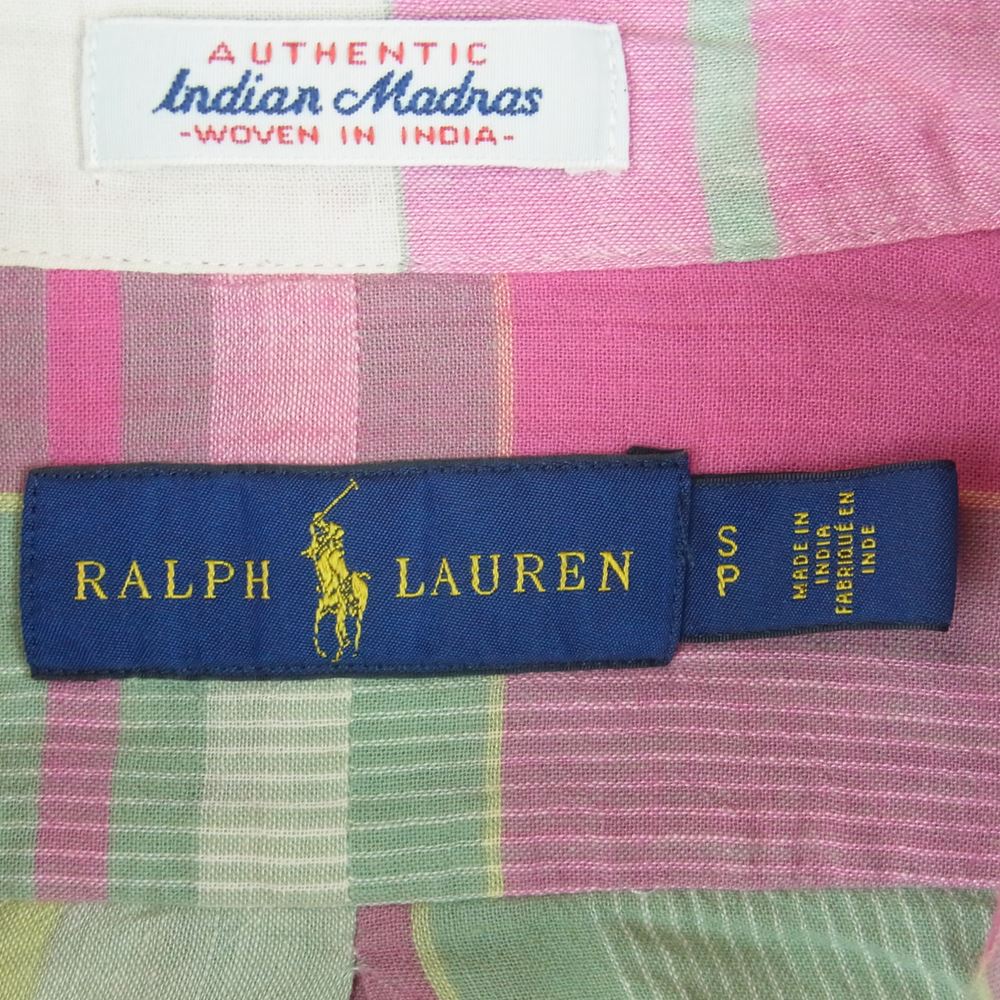 AUTHENTIC
Indian Madras
-WOVEN IN INDIA-
RALPH LAUREN
S
P
MADE IN
INDIA
FABRIQUÉ EN
INDE